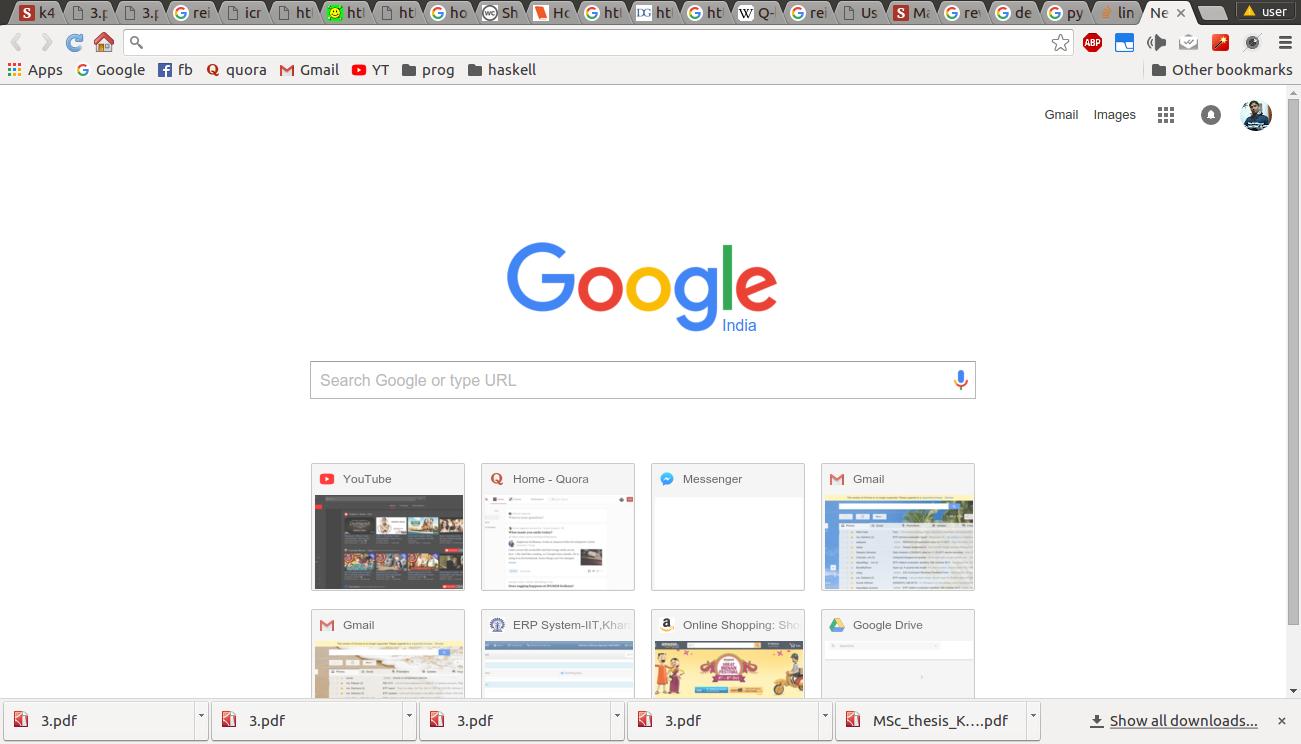 k4 3.p 3.p rei icr ht ht ht ho Sh Ho ht ht ht Q- rei Us Ma re de py lin Ne user
ABP
Apps Google fb quora Gmail YT prog haskell Other bookmarks
Gmail Images
Google
India
Search Google or type URL
YouTube Home - Quora Messenger Gmail
Gmail ERP System-IIT,Khar Online Shopping: Sho Google Drive
3.pdf 3.pdf 3.pdf 3.pdf MSc_thesis_K....pdf Show all downloads...